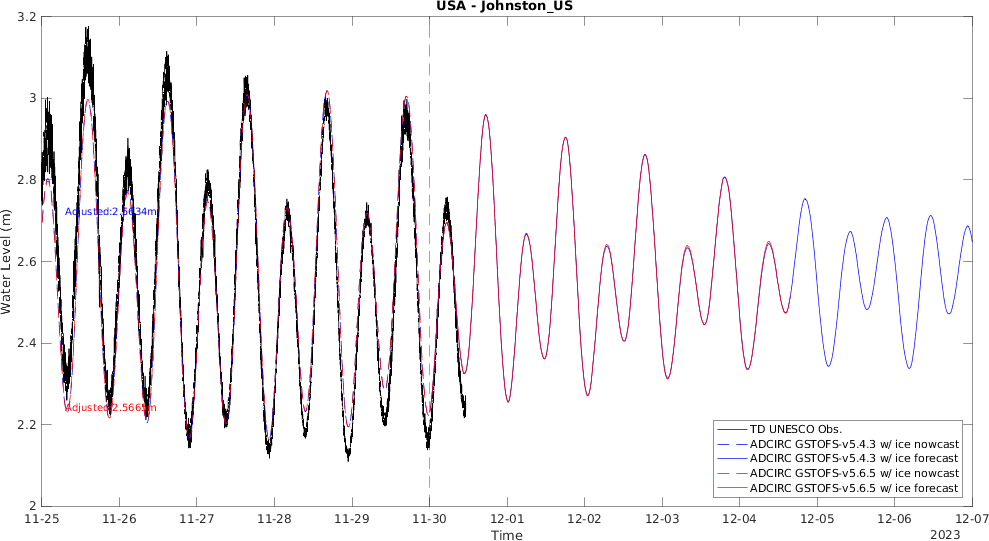 USA - Johnston_US
Water Level (m)
3.2
3
2.8
2.6
2.4
2.2
2
Adjusted:2.5634m
Adjusted:2.5665m
TD UNESCO Obs.
ADCIRC GSTOFS-v5.4.3 w/ ice nowcast
ADCIRC GSTOFS-v5.4.3 w/ ice forecast
ADCIRC GSTOFS-v5.6.5 w/ ice nowcast
ADCIRC GSTOFS-v5.6.5 w/ ice forecast
11-25 11-26 11-27 11-28 11-29 11-30 12-01 12-02 12-03 12-04 12-05 12-06 12-07
Time
2023